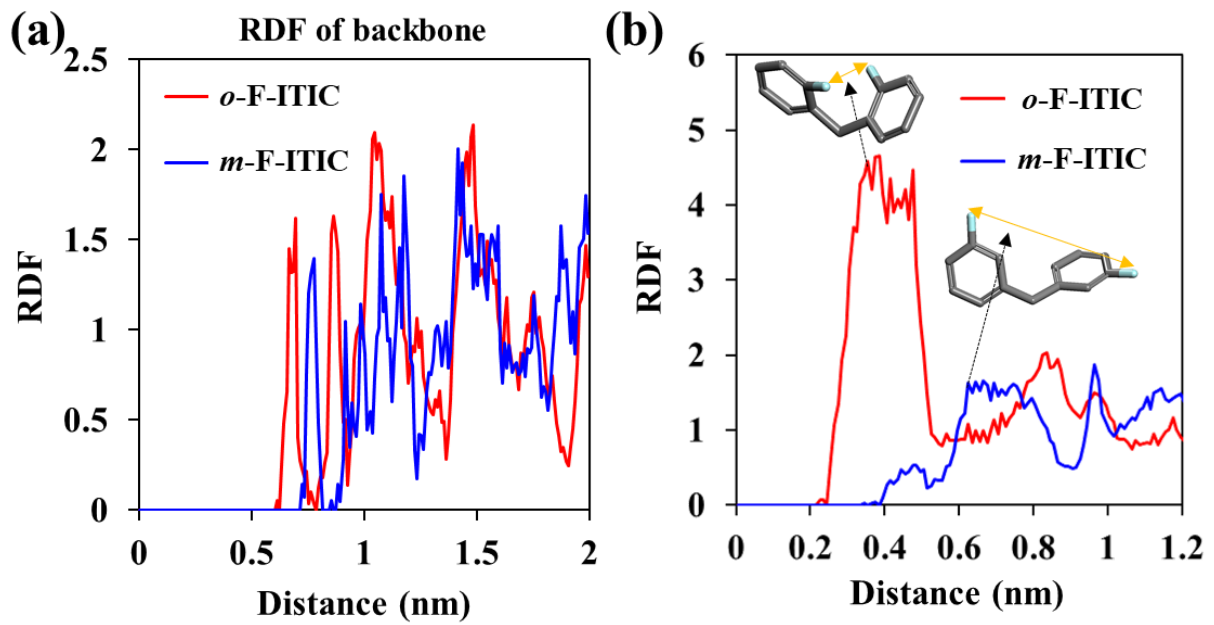 (a)
RDF of backbone
2.5
2
1.5
1
0.5
0
RDF
o-F-ITIC
m-F-ITIC
0 0.5 1 1.5 2
Distance (nm)
(b)
6
5
4
3
2
1
0
RDF
o-F-ITIC
m-F-ITIC
0 0.2 0.4 0.6 0.8 1 1.2
Distance (nm)